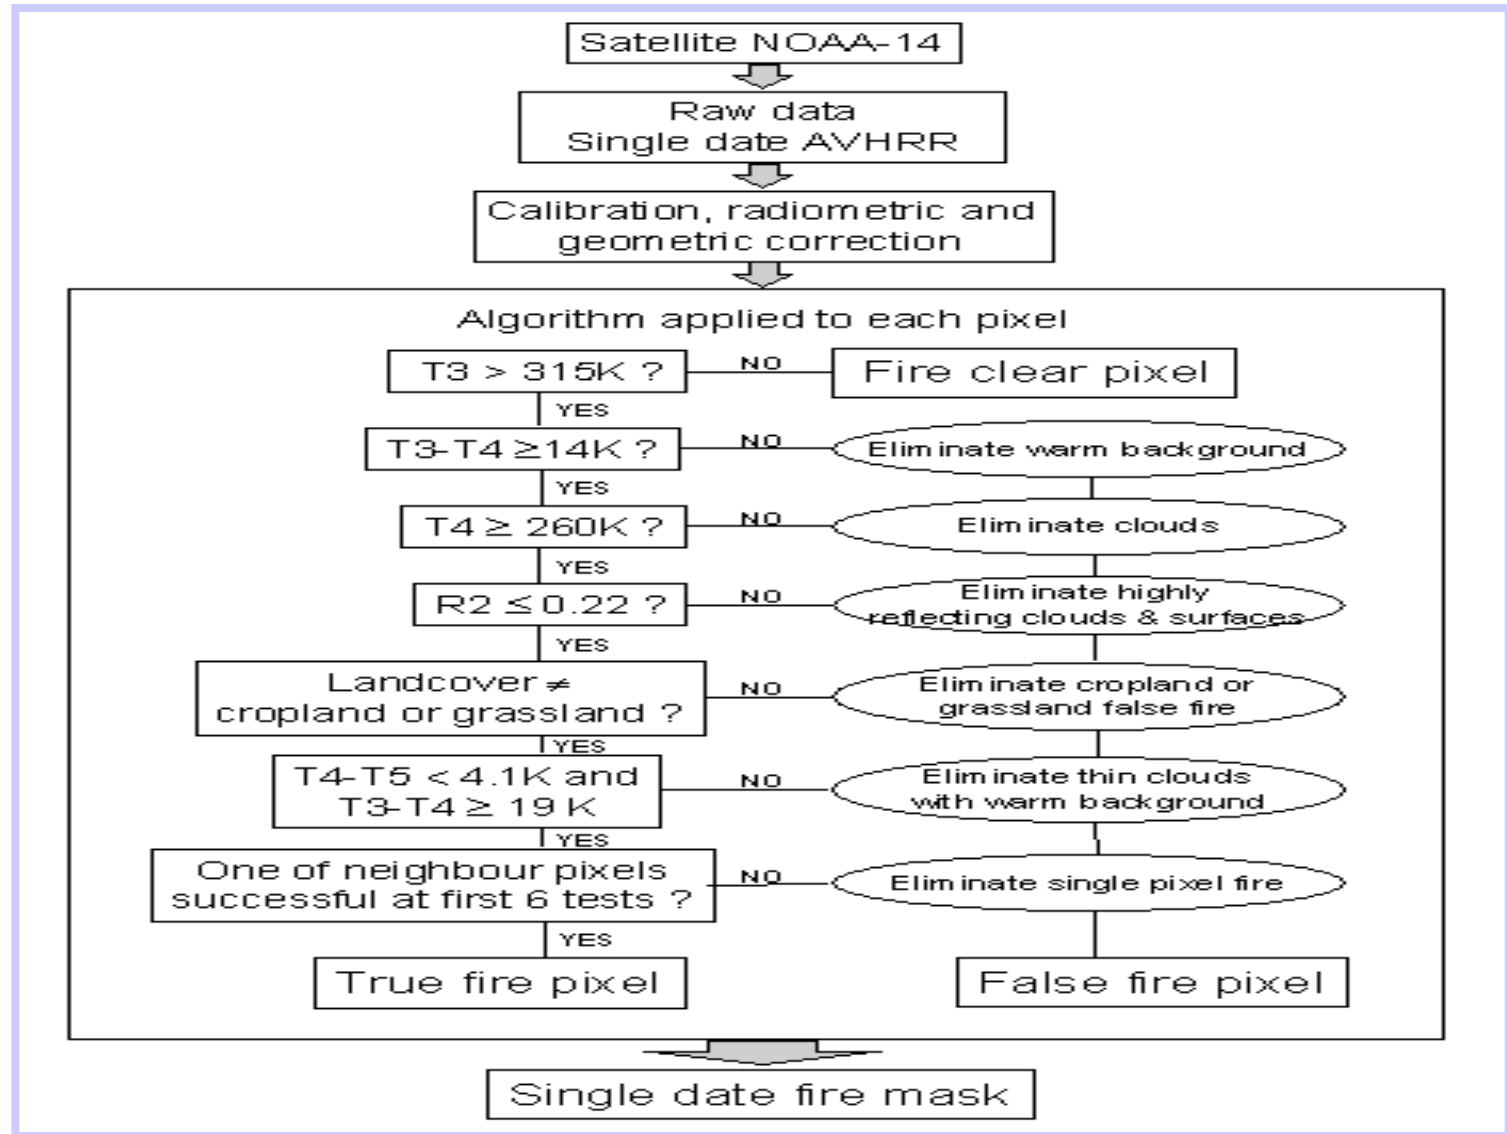 Satellite NOAA-14
Raw data
Single date AVHRR
Calibration, radiometric and
geometric correction
Algorithm applied to each pixel
T3 > 315K ?
NO
Fire clear pixel
YES
T3-T4 ≥14K ?
NO
Eliminate warm background
YES
T4 ≥ 260K ?
NO
Eliminate clouds
YES
R2 ≤ 0.22 ?
NO
Eliminate highly
reflecting clouds & surfaces
YES
Landcover ≠
cropland or grassland ?
NO
Eliminate cropland or
grassland false fire
YES
T4-T5 < 4.1K and
T3-T4 ≥ 19 K
NO
Eliminate thin clouds
with warm background
YES
One of neighbour pixels
successful at first 6 tests ?
NO
Eliminate single pixel fire
YES
True fire pixel
False fire pixel
Single date fire mask